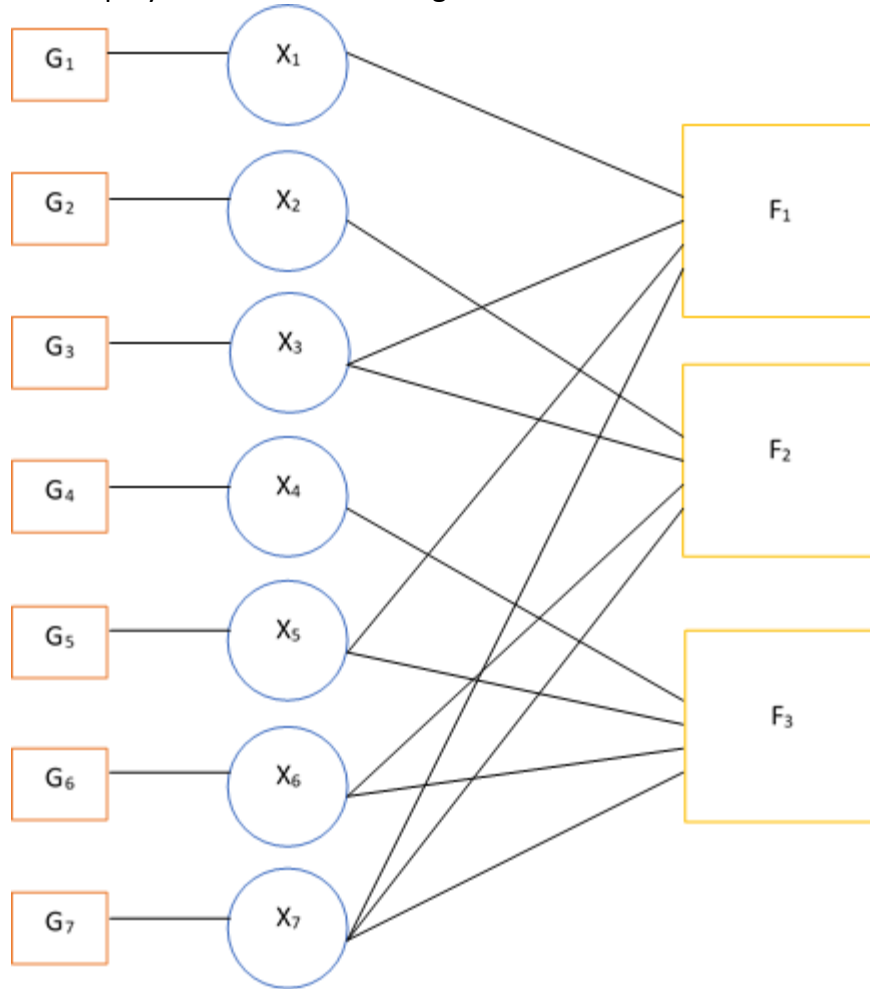 G₁ X₁
F₁
G₂ X₂
G₃ X₃
F₂
G₄ X₄
G₅ X₅
F₃
G₆ X₆
G₇ X₇